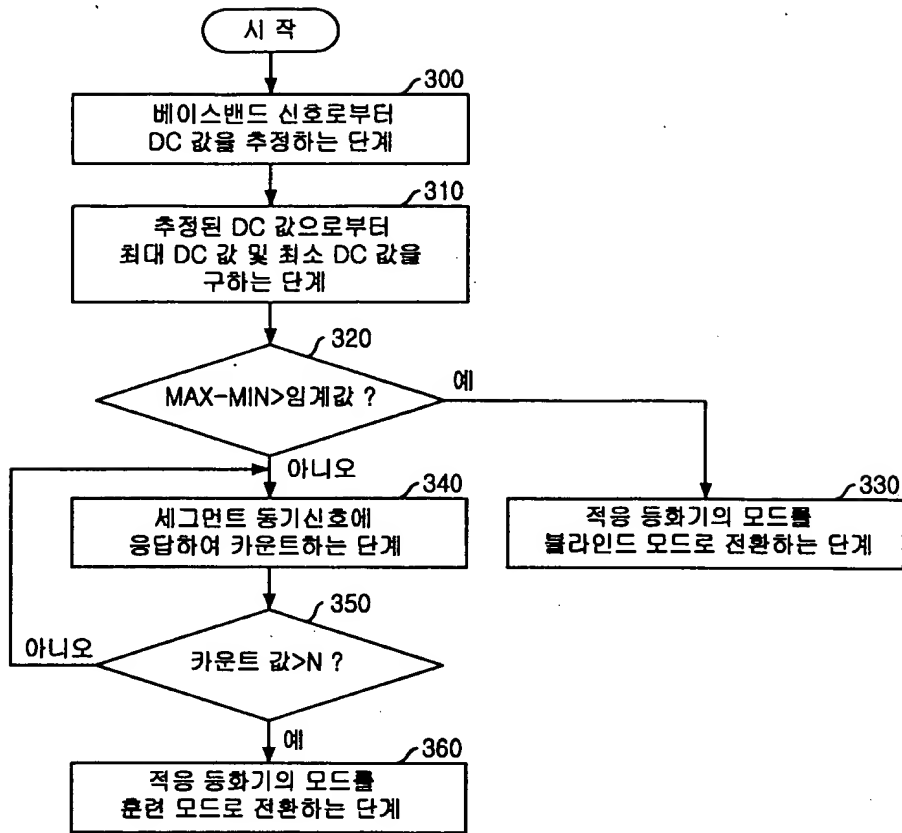 시 작
300
베이스밴드 신호로부터
DC 값을 추정하는 단계
310
추정된 DC 값으로부터
최대 DC 값 및 최소 DC 값을
구하는 단계
320
MAX-MIN>임계값 ?
예
아니오
340
세그먼트 동기신호에
응답하여 카운트하는 단계
330
적응 등화기의 모드를
블라인드 모드로 전환하는 단계
350
아니오
카운트 값>N ?
예
360
적응 등화기의 모드를
훈련 모드로 전환하는 단계